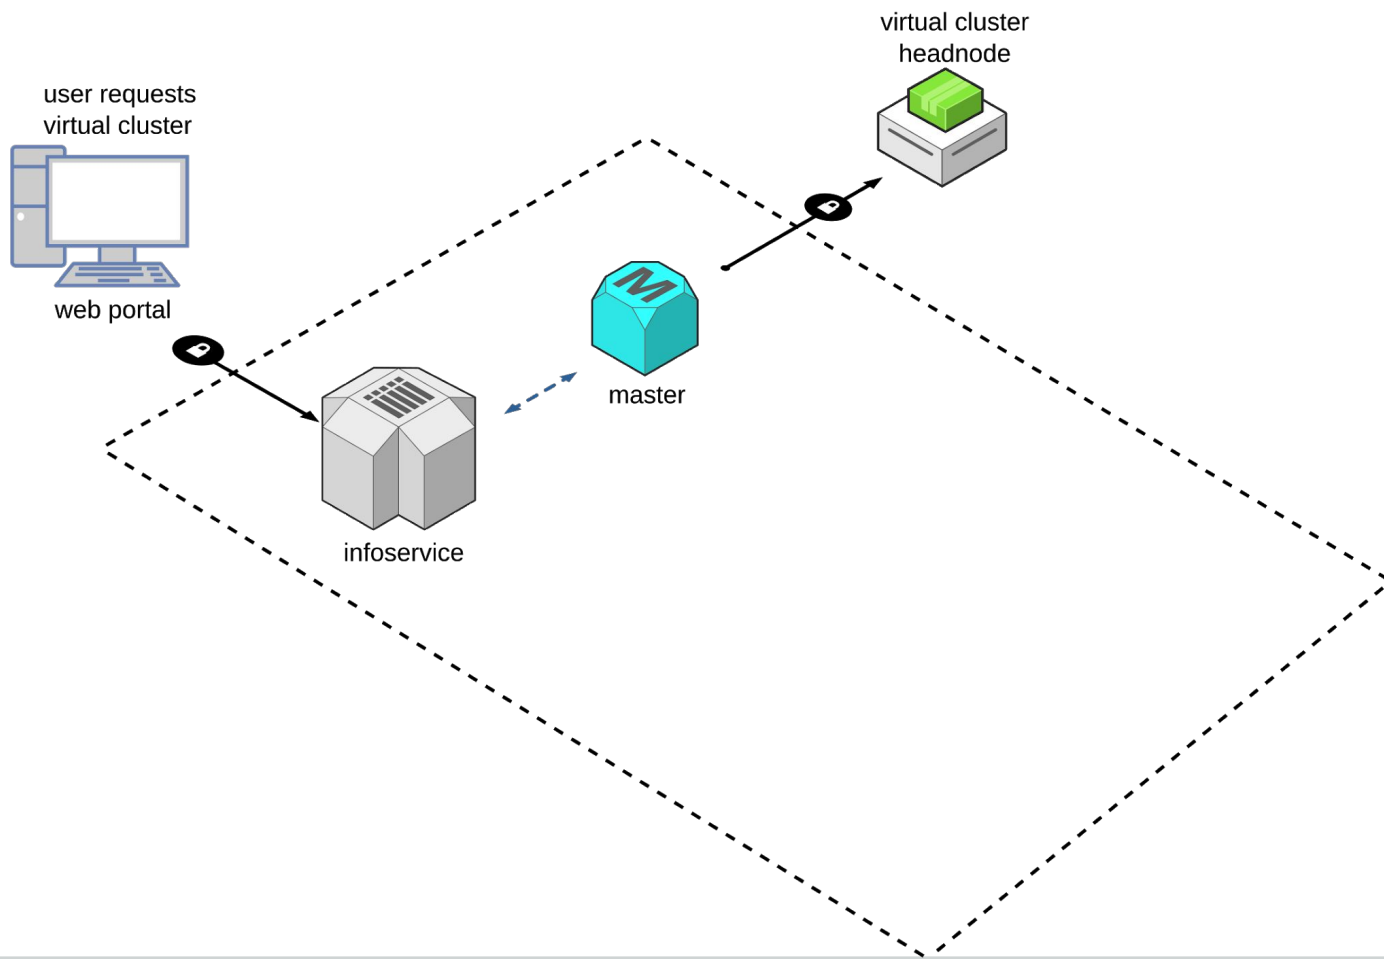 virtual cluster
headnode
user requests
virtual cluster
web portal
M
master
infoservice